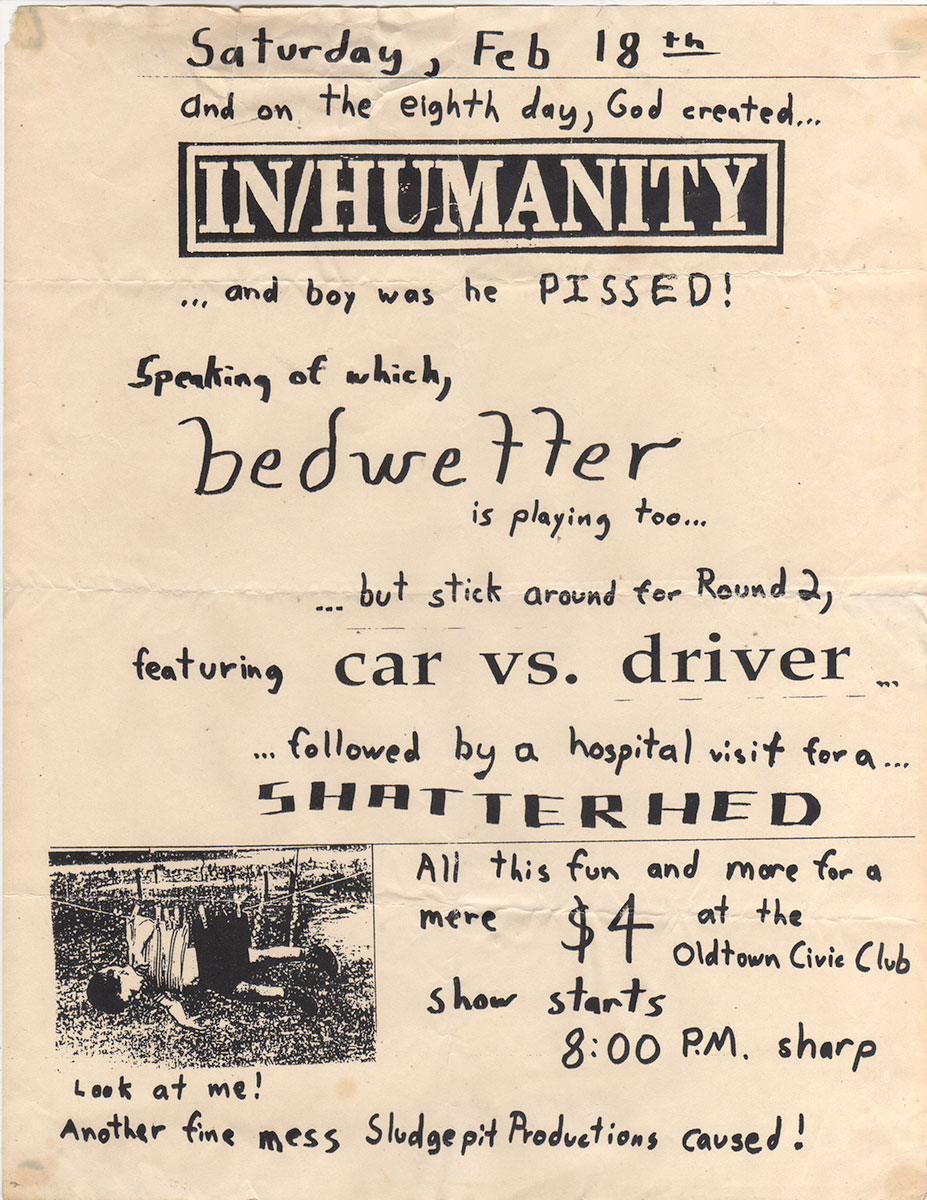 Saturday, Feb 18th
and on the eighth day, God created...
IN/HUMANITY
... and boy was he PISSED!
Speaking of which,
bedwetter
is playing too...
... but stick around for Round 2,
featuring car vs. driver ...
... followed by a hospital visit for a...
SHATTERHED
All this fun and more for a
mere $4 at the
Oldtown Civic Club
show starts
8:00 P.M. sharp
Look at me!
Another fine mess Sludgepit Productions caused!